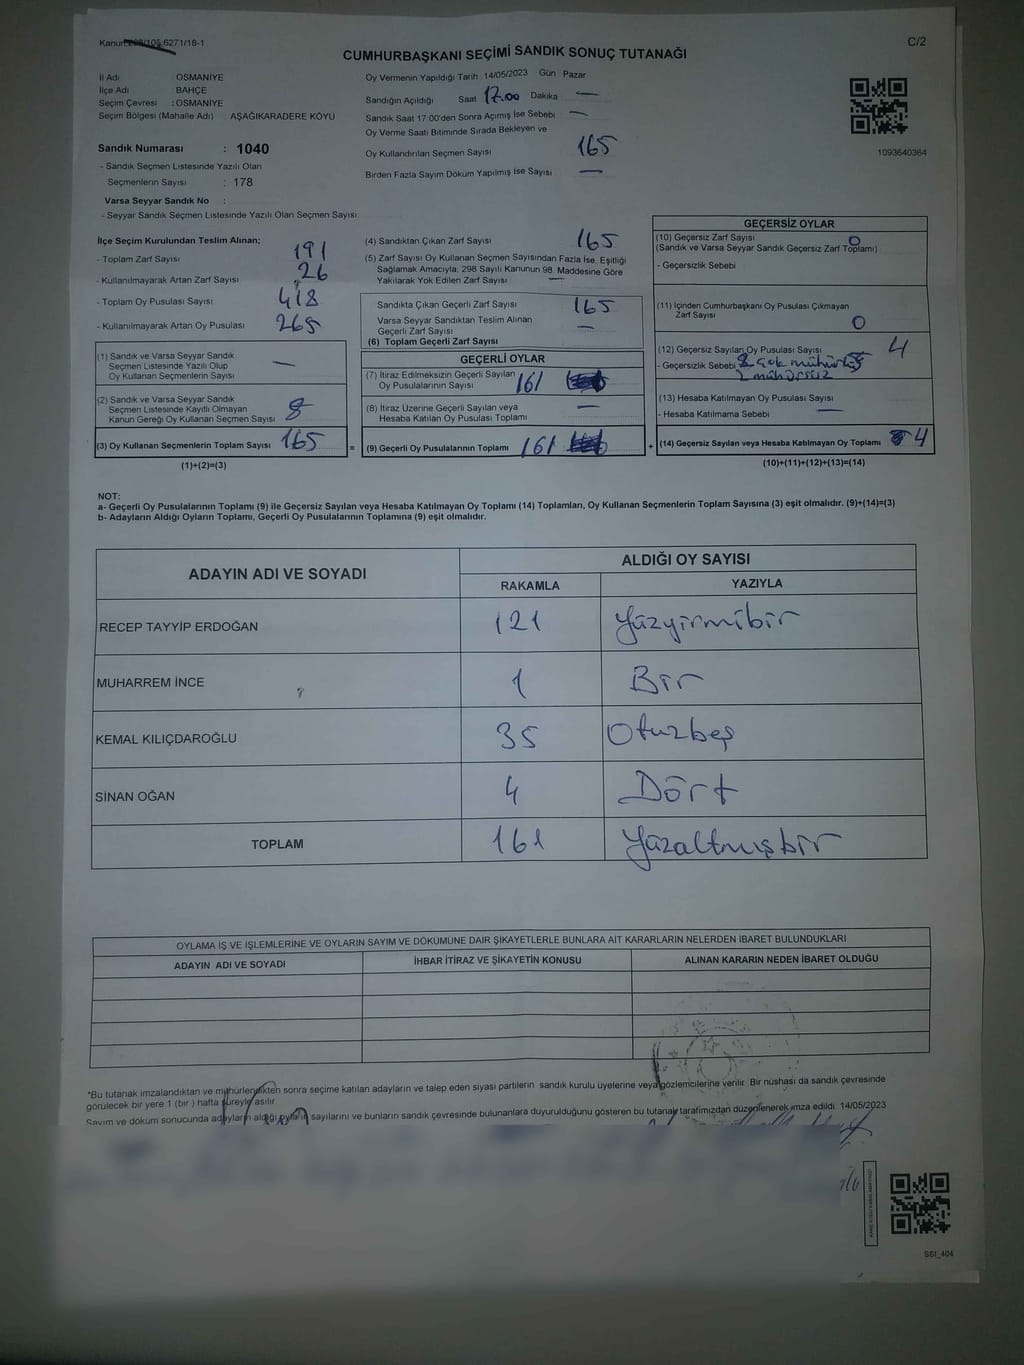 Kanun: 298/105,6271/18-1
C/2
CUMHURBAŞKANI SEÇİMİ SANDIK SONUÇ TUTANAĞI
İl Adı OSMANİYE
İlçe Adı BAHÇE
Seçim Çevresi : OSMANİYE
Seçim Bölgesi (Mahalle Adı) : AŞAĞIKARADERE KÖYÜ
Sandık Numarası : 1040
- Sandık Seçmen Listesinde Yazılı Olan
Seçmenlerin Sayısı : 178
Varsa Seyyar Sandık No :
- Seyyar Sandık Seçmen Listesinde Yazılı Olan Seçmen Sayısı
Oy Vermenin Yapıldığı Tarih 14/05/2023 Gün Pazar
Sandığın Açıldığı Saat 17.00 Dakika —
Sandık Saat 17.00'den Sonra Açımış İse Sebebi —
Oy Verme Saati Bitiminde Sırada Bekleyen ve
Oy Kullandırılan Seçmen Sayısı 165
Birden Fazla Sayım Döküm Yapılmış İse Sayısı —
1093640364
İlçe Seçim Kurulundan Teslim Alınan;
- Toplam Zarf Sayısı 191
- Kullanılmayarak Artan Zarf Sayısı 26
- Toplam Oy Pusulası Sayısı 418
- Kullanılmayarak Artan Oy Pusulası 265
(1) Sandık ve Varsa Seyyar Sandık
Seçmen Listesinde Yazılı Olup
Oy Kullanan Seçmenlerin Sayısı —
(2) Sandık ve Varsa Seyyar Sandık
Seçmen Listesinde Kayıtlı Olmayan
Kanun Gereği Oy Kullanan Seçmen Sayısı 8
(3) Oy Kullanan Seçmenlerin Toplam Sayısı 165 =
(1)+(2)=(3)
(4) Sandıktan Çıkan Zarf Sayısı 165
(5) Zarf Sayısı Oy Kullanan Seçmen Sayısından Fazla İse, Eşitliği
Sağlamak Amacıyla, 298 Sayılı Kanunun 98. Maddesine Göre
Yakılarak Yok Edilen Zarf Sayısı —
Sandıkta Çıkan Geçerli Zarf Sayısı 165
Varsa Seyyar Sandıktan Teslim Alınan
Geçerli Zarf Sayısı —
(6) Toplam Geçerli Zarf Sayısı
GEÇERLİ OYLAR
(7) İtiraz Edilmeksizin Geçerli Sayılan
Oy Pusulalarının Sayısı 161
(8) İtiraz Üzerine Geçerli Sayılan veya
Hesaba Katılan Oy Pusulası Toplamı —
(9) Geçerli Oy Pusulalarının Toplamı 161 +
GEÇERSİZ OYLAR
(10) Geçersiz Zarf Sayısı 0
(Sandık ve Varsa Seyyar Sandık Geçersiz Zarf Toplamı)
- Geçersizlik Sebebi
(11) İçinden Cumhurbaşkanı Oy Pusulası Çıkmayan
Zarf Sayısı 0
(12) Geçersiz Sayılan Oy Pusulası Sayısı 4
- Geçersizlik Sebebi çok mühür
2 mühürsüz
(13) Hesaba Katılmayan Oy Pusulası Sayısı
- Hesaba Katılmama Sebebi —
(14) Geçersiz Sayılan veya Hesaba Katılmayan Oy Toplamı 4
(10)+(11)+(12)+(13)=(14)
NOT:
a- Geçerli Oy Pusulalarının Toplamı (9) ile Geçersiz Sayılan veya Hesaba Katılmayan Oy Toplamı (14) Toplamları, Oy Kullanan Seçmenlerin Toplam Sayısına (3) eşit olmalıdır. (9)+(14)=(3)
b- Adayların Aldığı Oyların Toplamı, Geçerli Oy Pusulalarının Toplamına (9) eşit olmalıdır.
ADAYIN ADI VE SOYADI
ALDIĞI OY SAYISI
RAKAMLA YAZIYLA
RECEP TAYYİP ERDOĞAN 121 Yüzyirmibir
MUHARREM İNCE 1 Bir
KEMAL KILIÇDAROĞLU 35 Otuzbeş
SİNAN OĞAN 4 Dört
TOPLAM 161 Yüzaltmışbir
OYLAMA İŞ VE İŞLEMLERİNE VE OYLARIN SAYIM VE DÖKÜMÜNE DAİR ŞİKAYETLERLE BUNLARA AİT KARARLARIN NELERDEN İBARET BULUNDUKLARI
ADAYIN ADI VE SOYADI İHBAR İTİRAZ VE ŞİKAYETİN KONUSU ALINAN KARARIN NEDEN İBARET OLDUĞU
*Bu tutanak imzalandıktan ve mühürlendikten sonra seçime katılan adayların ve talep eden siyasi partilerin sandık kurulu üyelerine veya gözlemcilerine verilir. Bir nüshası da sandık çevresinde
görülecek bir yere 1 (bir ) hafta süreyle asılır.
Sayım ve döküm sonucunda adayların aldığı oyların sayılarını ve bunların sandık çevresinde bulunanlara duyurulduğunu gösteren bu tutanak tarafımızdan düzenlenerek imza edildi. 14/05/2023
SSI_404